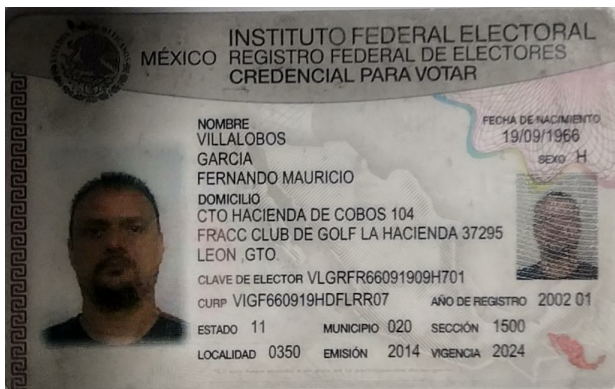 INSTITUTO FEDERAL ELECTORAL
MÉXICO REGISTRO FEDERAL DE ELECTORES
CREDENCIAL PARA VOTAR
NOMBRE
VILLALOBOS
GARCIA
FERNANDO MAURICIO
FECHA DE NACIMIENTO
19/09/1966
SEXO H
DOMICILIO
CTO HACIENDA DE COBOS 104
FRACC CLUB DE GOLF LA HACIENDA 37295
LEON ,GTO.
CLAVE DE ELECTOR VLGRFR66091909H701
CURP VIGF660919HDFLRR07 AÑO DE REGISTRO 2002 01
ESTADO 11 MUNICIPIO 020 SECCIÓN 1500
LOCALIDAD 0350 EMISIÓN 2014 VIGENCIA 2024